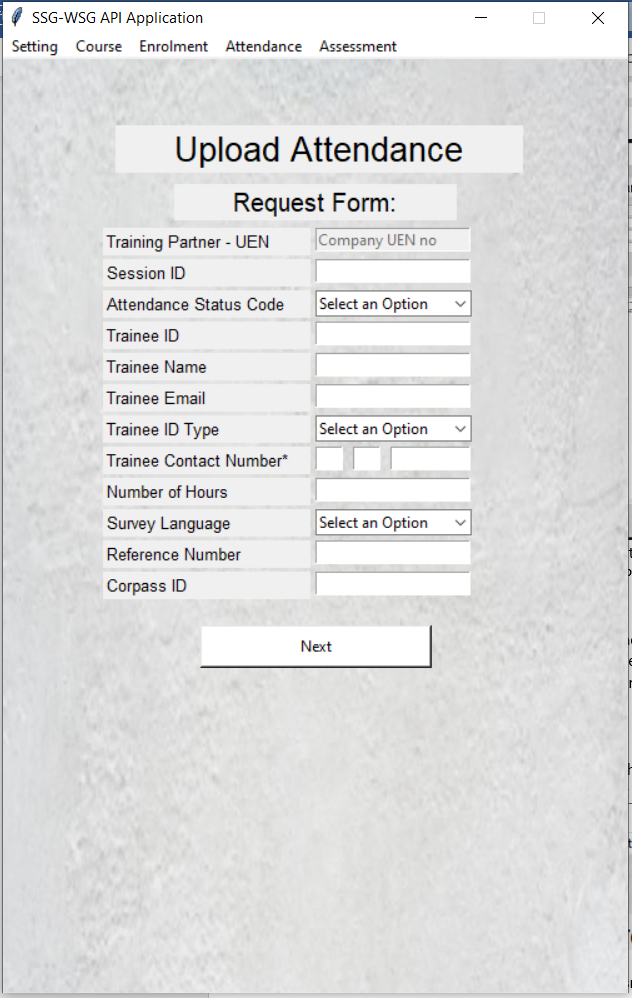 SSG-WSG API Application
Setting Course Enrolment Attendance Assessment
Upload Attendance
Request Form:
Training Partner - UEN Company UEN no
Session ID
Attendance Status Code Select an Option
Trainee ID
Trainee Name
Trainee Email
Trainee ID Type Select an Option
Trainee Contact Number*
Number of Hours
Survey Language Select an Option
Reference Number
Corpass ID
Next